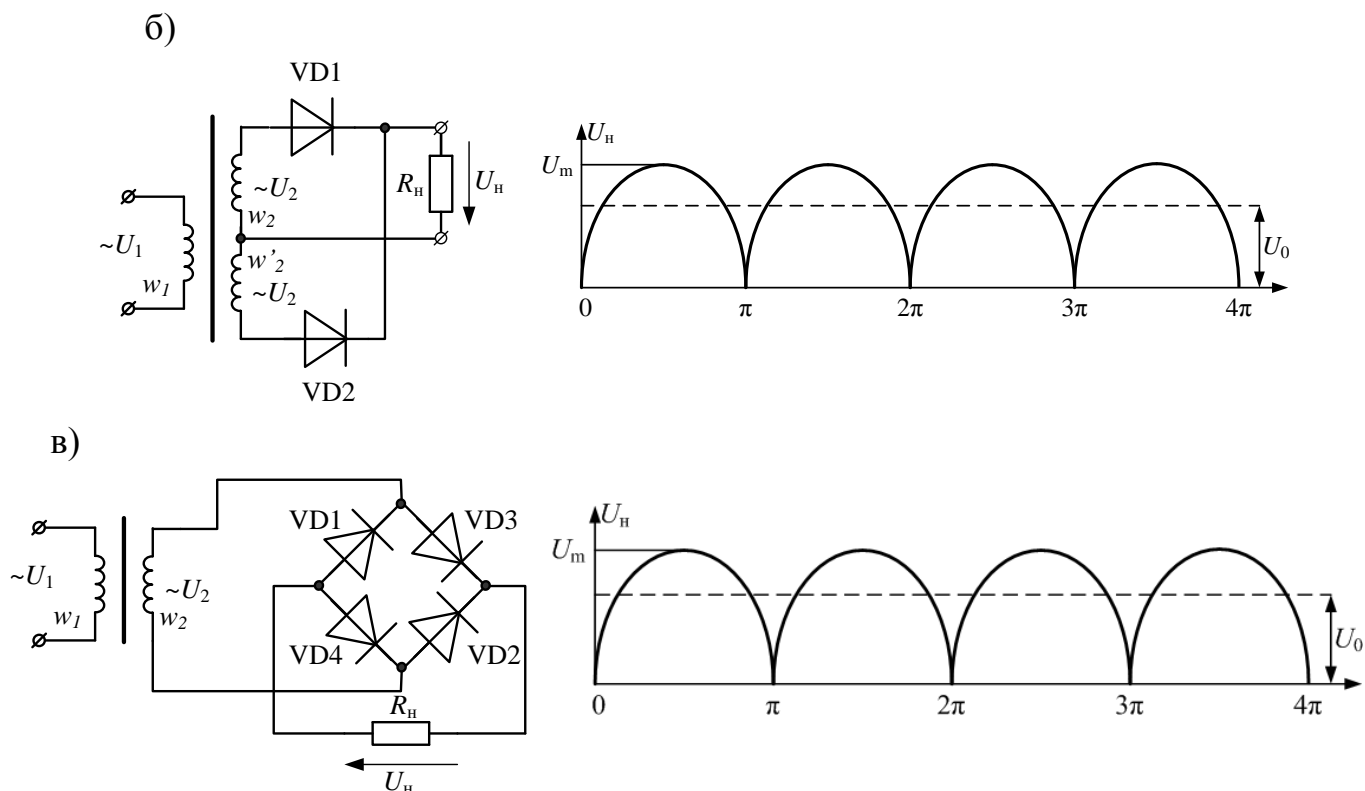 б)
VD1
~U₂
w₂
~U₁
w₁
w’₂
~U₂
Rн
Uн
VD2
Uн
Um
U₀
0 π 2π 3π 4π
в)
VD1
VD3
~U₁
w₁
~U₂
w₂
VD4
VD2
Rн
Uн
Uн
Um
U₀
0 π 2π 3π 4π